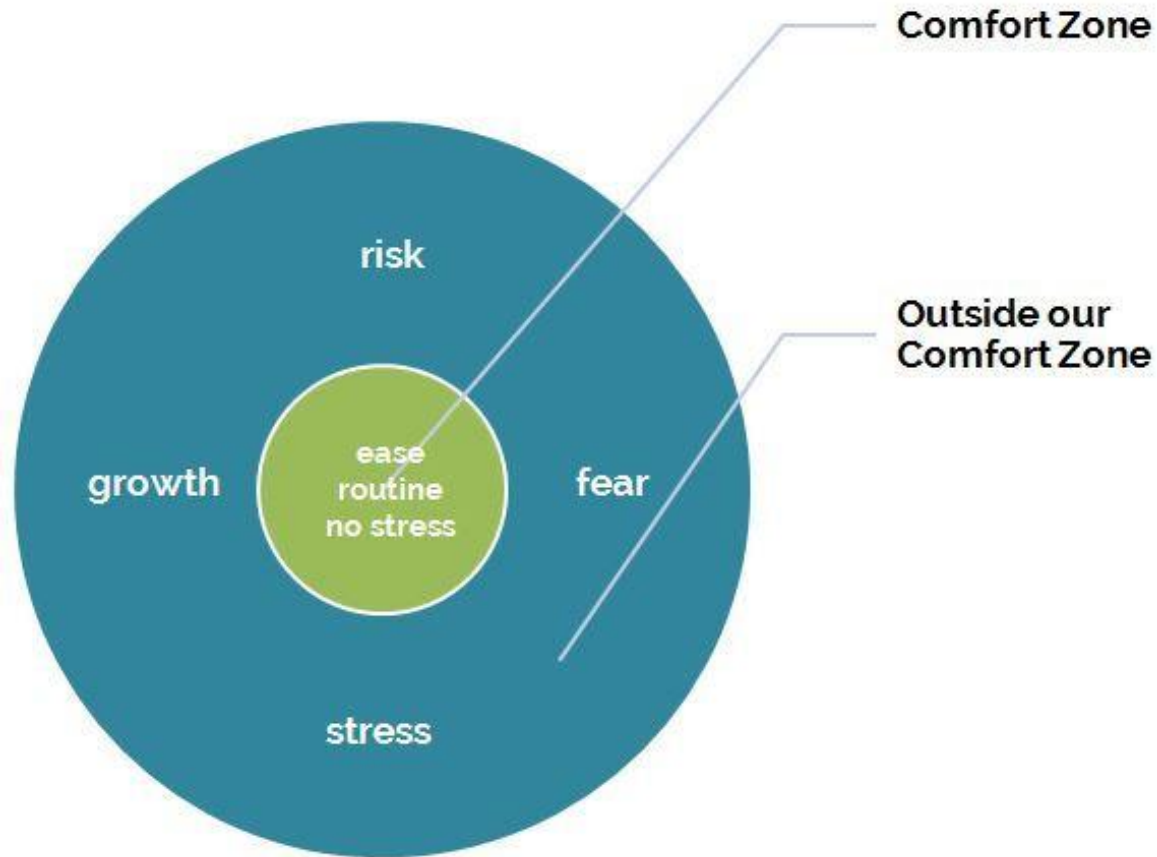 Comfort Zone
risk
Outside our
Comfort Zone
ease
routine
no stress
growth
fear
stress